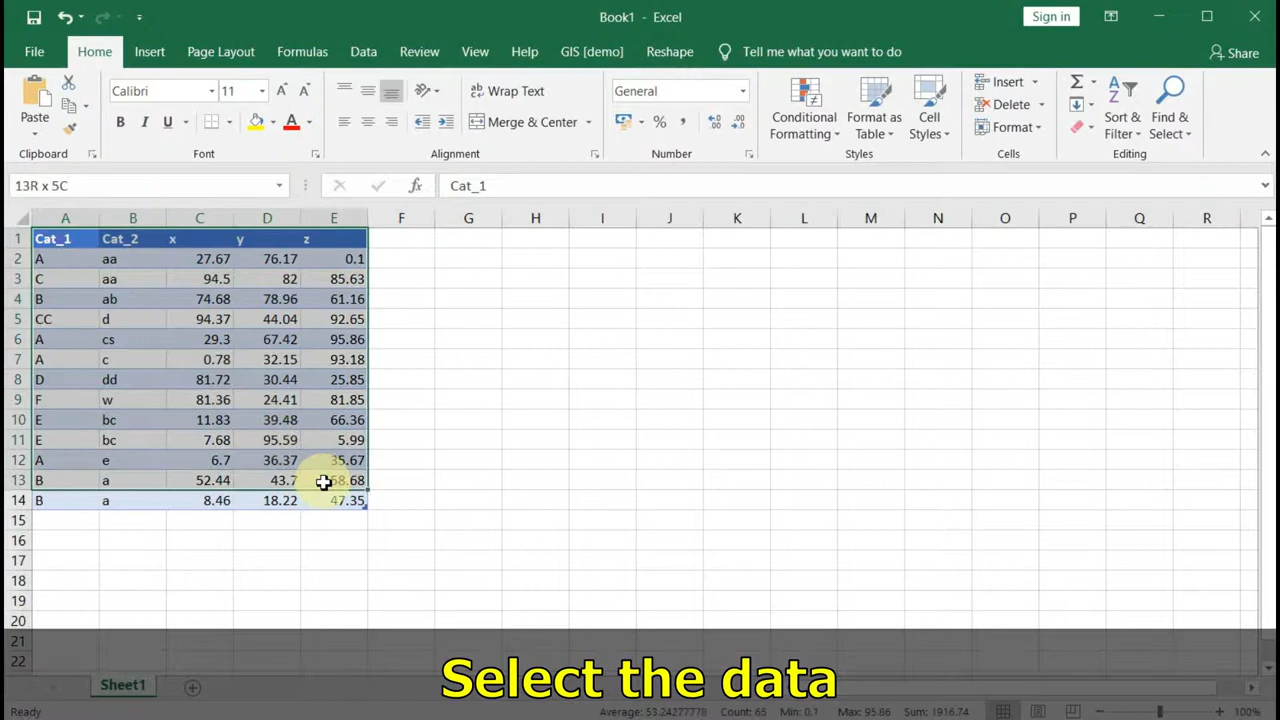 Book1 - Excel
Sign in
File Home Insert Page Layout Formulas Data Review View Help GIS [demo] Reshape Tell me what you want to do Share
Paste
Clipboard
Calibri 11
B I U
Font
Wrap Text
Merge & Center
Alignment
General
Number
Conditional Formatting
Format as Table
Cell Styles
Styles
Insert
Delete
Format
Cells
Sort & Filter
Find & Select
Editing
13R x 5C fx Cat_1
A B C D E F G H I J K L M N O P Q R
1 Cat_1 Cat_2 x y z
2 A aa 27.67 76.17 0.1
3 C aa 94.5 82 85.63
4 B ab 74.68 78.96 61.16
5 CC d 94.37 44.04 92.65
6 A cs 29.3 67.42 95.86
7 A c 0.78 32.15 93.18
8 D dd 81.72 30.44 25.85
9 F w 81.36 24.41 81.85
10 E bc 11.83 39.48 66.36
11 E bc 7.68 95.59 5.99
12 A e 6.7 36.37 35.67
13 B a 52.44 43.7
14 B a 8.46 18.22 47.35
15
16
17
18
19
20
21
22
Select the data
Sheet1
Ready Average: 53.24277778 Count: 65 Min: 0.1 Max: 95.86 Sum: 1916.74 100%